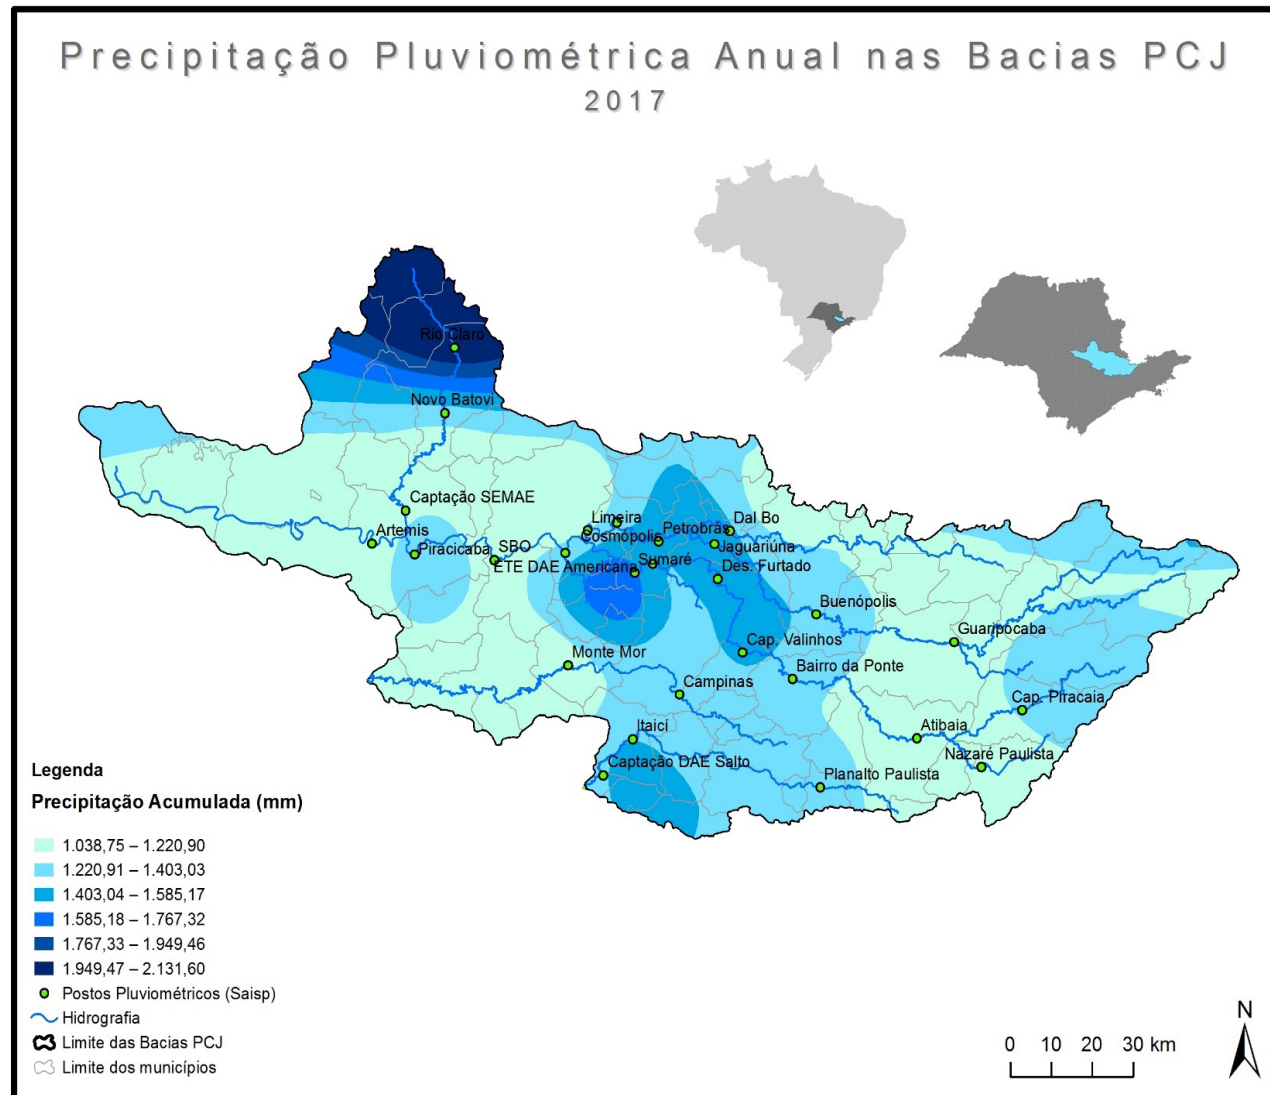 Precipitação Pluviométrica Anual nas Bacias PCJ
2017
Rio Claro
Novo Batovi
Captação SEMAE
Artemis
Piracicaba
SBO
Limeira
Cosmópolis
Petrobrás
Dal Bo
Jaguariúna
ETE DAE Americana
Sumaré
Des. Furtado
Buenópolis
Guaripocaba
Cap. Valinhos
Monte Mor
Bairro da Ponte
Campinas
Cap. Piracaia
Itaicí
Atibaia
Nazaré Paulista
Captação DAE Salto
Planalto Paulista
Legenda
Precipitação Acumulada (mm)
1.038,75 – 1.220,90
1.220,91 – 1.403,03
1.403,04 – 1.585,17
1.585,18 – 1.767,32
1.767,33 – 1.949,46
1.949,47 – 2.131,60
Postos Pluviométricos (Saisp)
Hidrografia
Limite das Bacias PCJ
Limite dos municípios
0 10 20 30 km
N